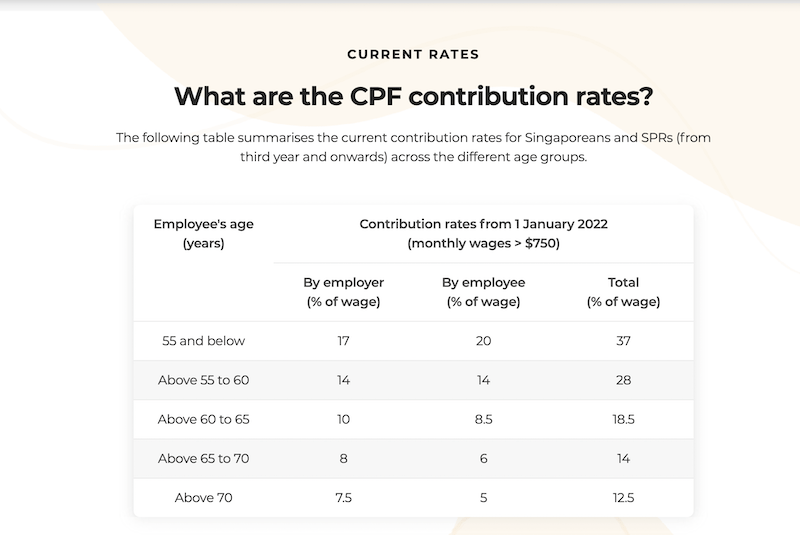 CURRENT RATES
What are the CPF contribution rates?
The following table summarises the current contribution rates for Singaporeans and SPRs (from
third year and onwards) across the different age groups.
Employee's age
(years)
Contribution rates from 1 January 2022
(monthly wages > $750)
By employer
(% of wage)
By employee
(% of wage)
Total
(% of wage)
55 and below 17 20 37
Above 55 to 60 14 14 28
Above 60 to 65 10 8.5 18.5
Above 65 to 70 8 6 14
Above 70 7.5 5 12.5